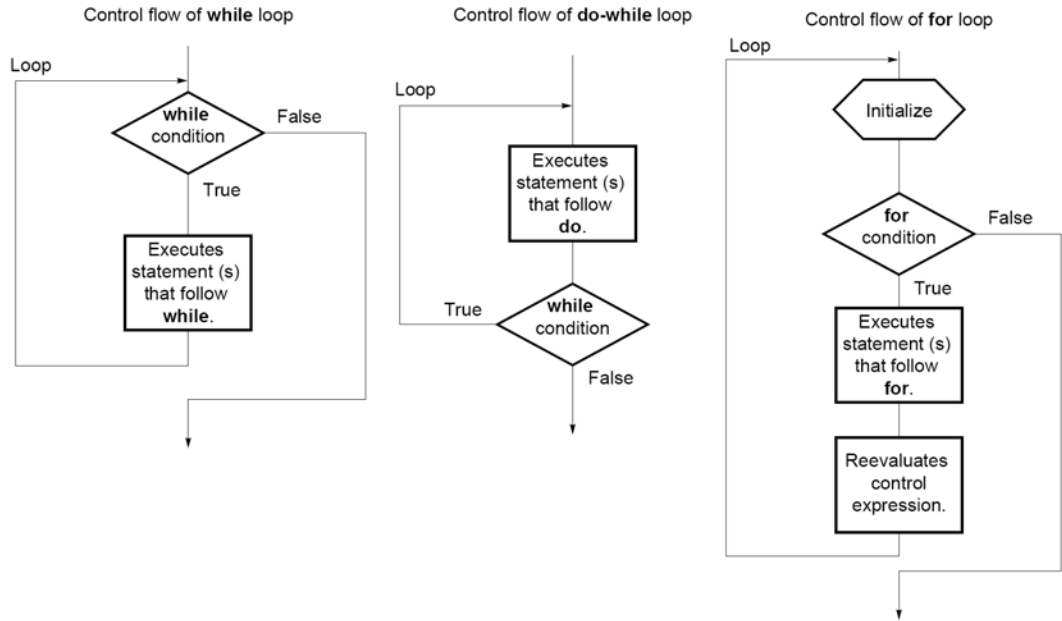 Control flow of while loop
Loop
while
condition
False
True
Executes
statement (s)
that follow
while.
Control flow of do-while loop
Loop
Executes
statement (s)
that follow
do.
True
while
condition
False
Control flow of for loop
Loop
Initialize
for
condition
False
True
Executes
statement (s)
that follow
for.
Reevaluates
control
expression.